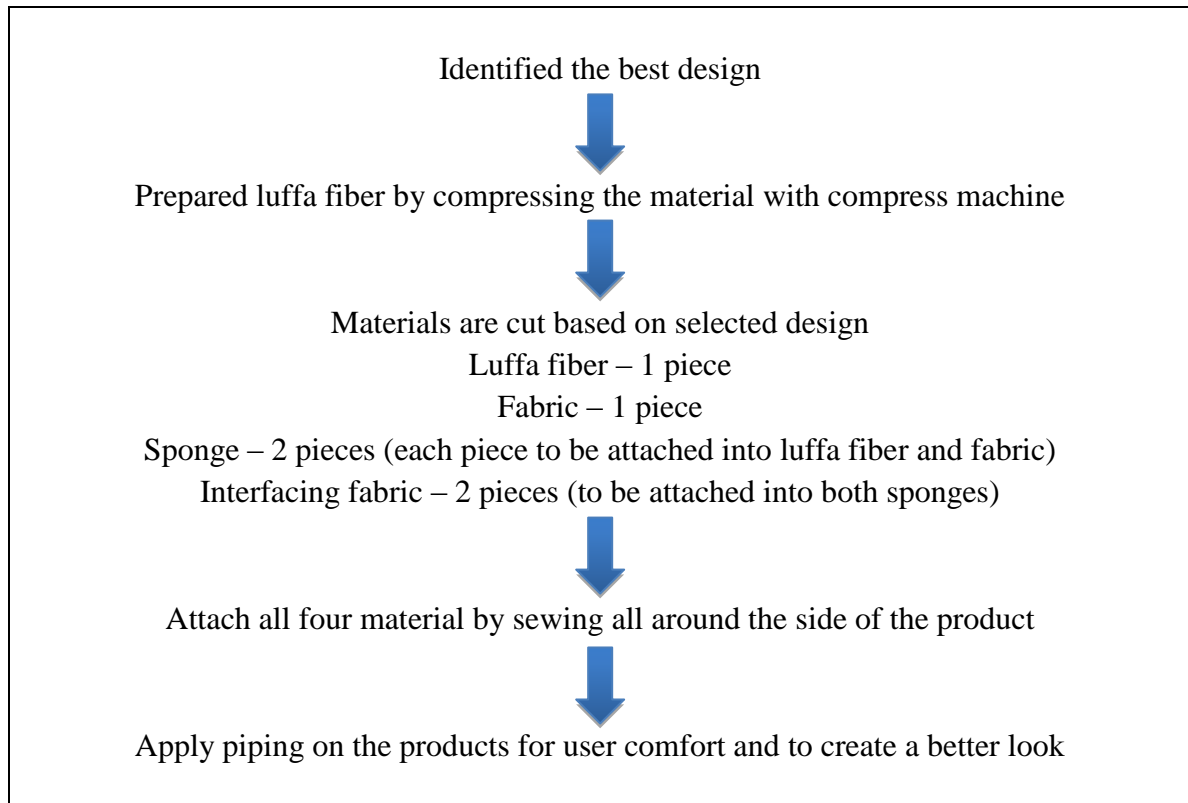 Identified the best design
Prepared luffa fiber by compressing the material with compress machine
Materials are cut based on selected design
Luffa fiber – 1 piece
Fabric – 1 piece
Sponge – 2 pieces (each piece to be attached into luffa fiber and fabric)
Interfacing fabric – 2 pieces (to be attached into both sponges)
Attach all four material by sewing all around the side of the product
Apply piping on the products for user comfort and to create a better look